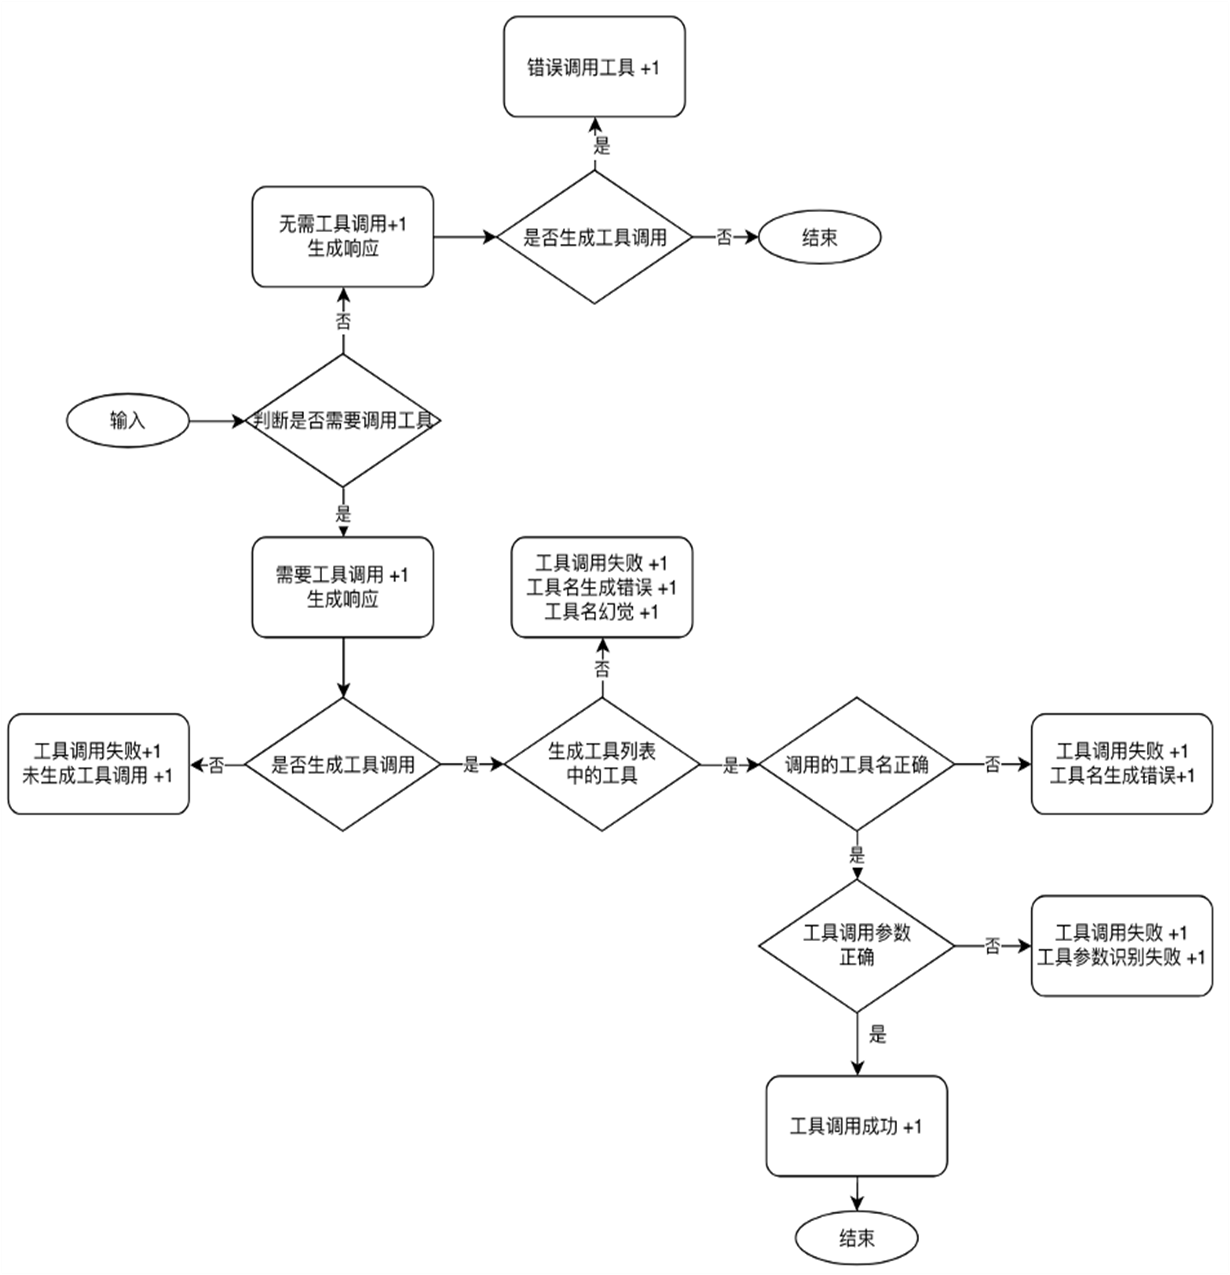 错误调用工具 +1
是
无需工具调用+1
生成响应
是否生成工具调用
否
结束
否
输入
判断是否需要调用工具
是
需要工具调用 +1
生成响应
工具调用失败 +1
工具名生成错误 +1
工具名幻觉 +1
否
工具调用失败+1
未生成工具调用 +1
否
是否生成工具调用
是
生成工具列表
中的工具
是
调用的工具名正确
否
工具调用失败 +1
工具名生成错误+1
是
工具调用参数
正确
否
工具调用失败 +1
工具参数识别失败 +1
是
工具调用成功 +1
结束